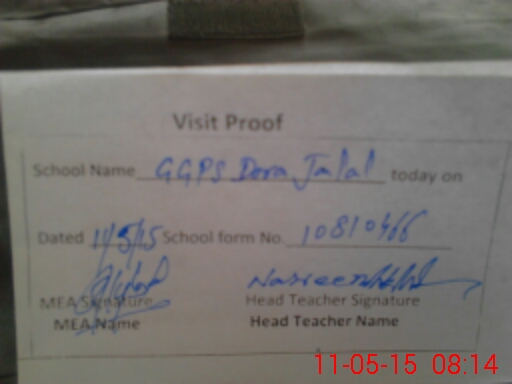 Visit Proof
School Name GGPS Dera Jalal today on
Dated 11/5/15 School form No. 10810466
MEA Signature Head Teacher Signature
MEA Name Head Teacher Name
11-05-15 08:14